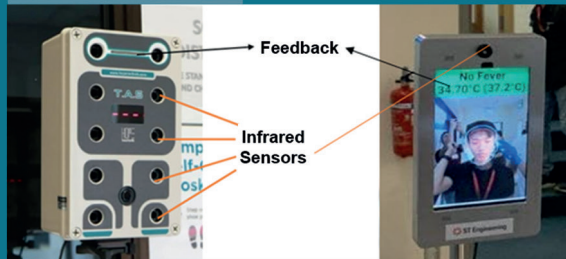 Feedback
No Fever
34.70°C (37.2°C)
T.A.S
Infrared
Sensors
ST Engineering